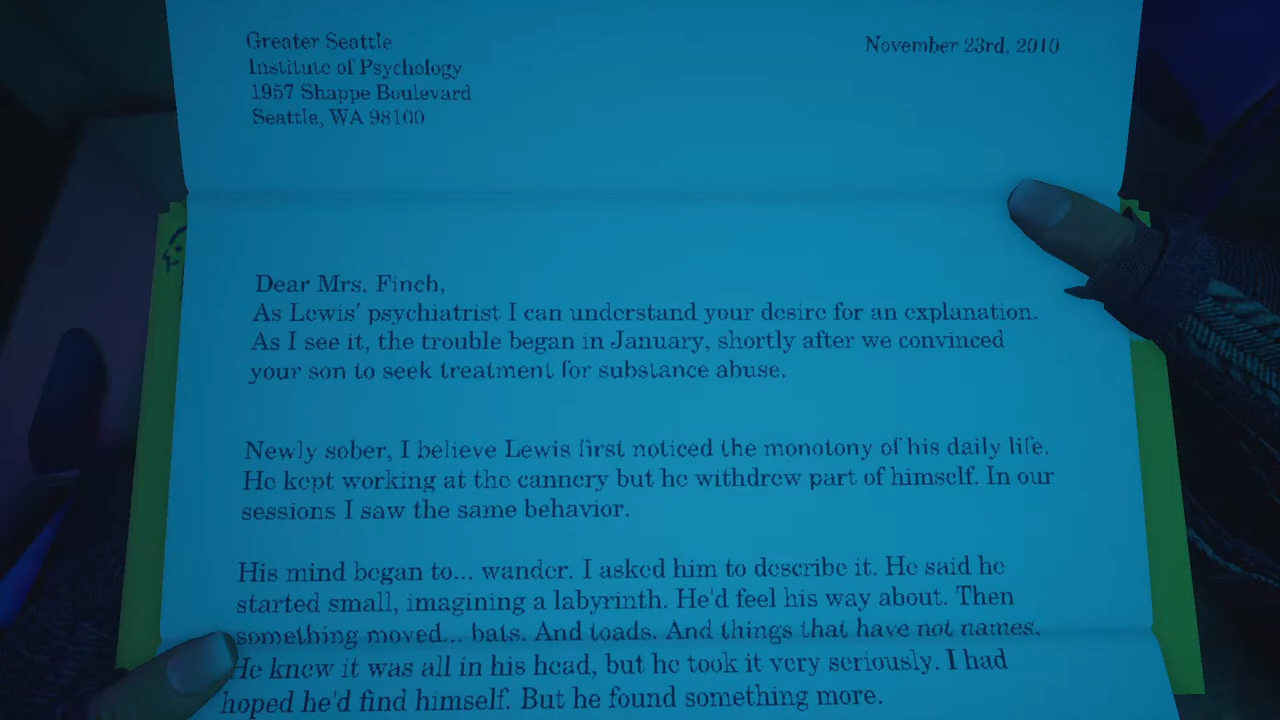 Greater Seattle
November 23rd, 2010
Institute of Psychology
1957 Shappe Boulevard
Seattle, WA 98100
Dear Mrs. Finch,
As Lewis' psychiatrist I can understand your desire for an explanation.
As I see it, the trouble began in January, shortly after we convinced
your son to seek treatment for substance abuse.
Newly sober, I believe Lewis first noticed the monotony of his daily life.
He kept working at the cannery but he withdrew part of himself. In our
sessions I saw the same behavior.
His mind began to... wander. I asked him to describe it. He said he
started small, imagining a labyrinth. He'd feel his way about. Then
something moved... bats. And toads. And things that have not names.
He knew it was all in his head, but he took it very seriously. I had
hoped he'd find himself. But he found something more.